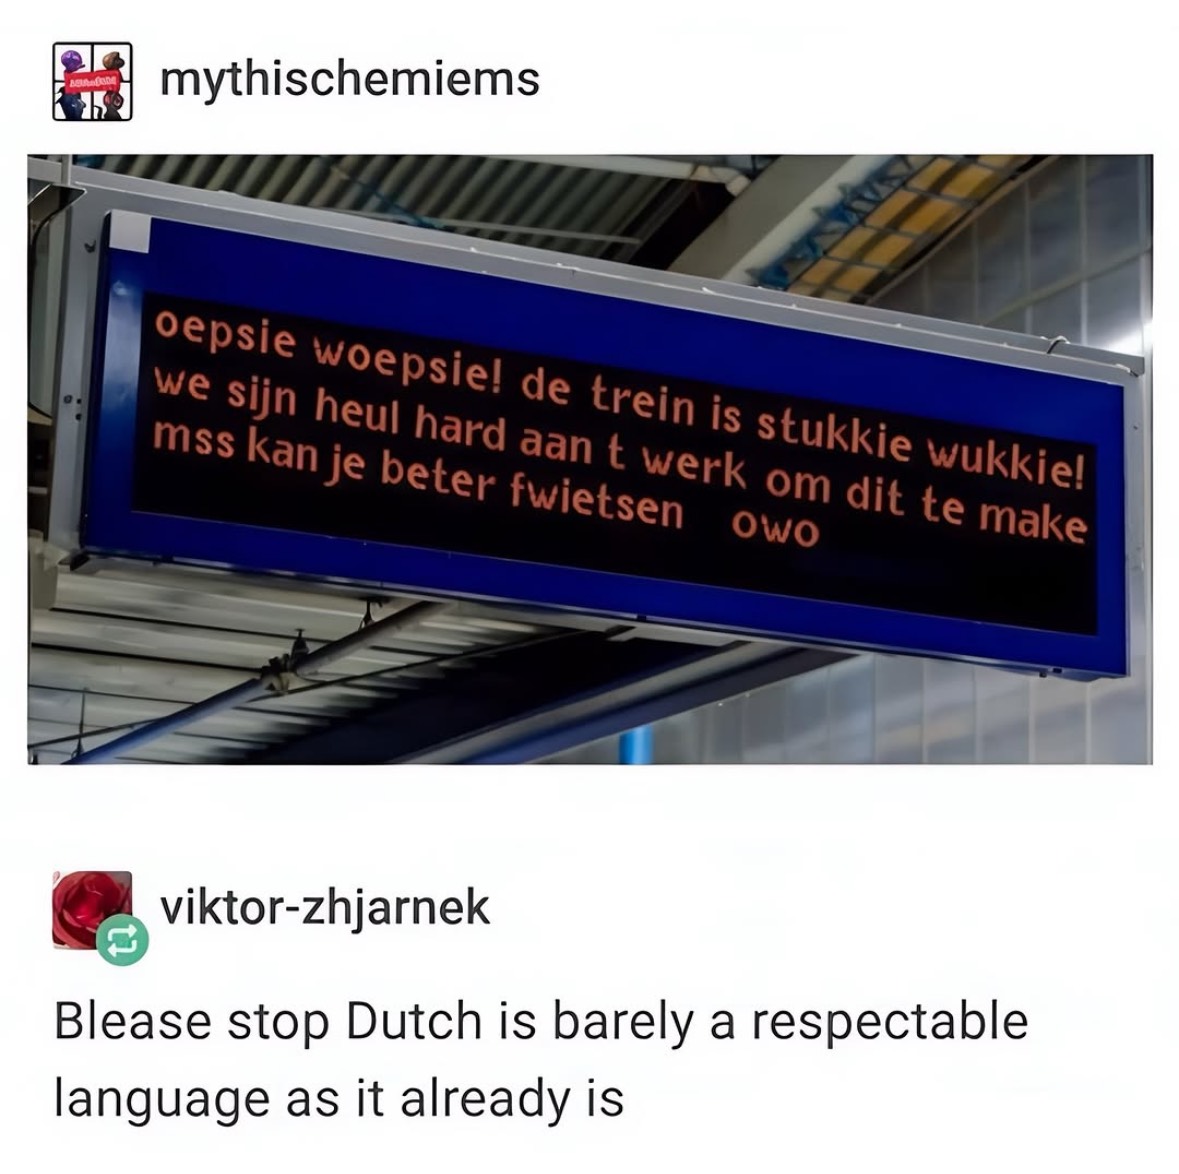 mythischemiems
oepsie woepsie! de trein is stukkie wukkie!
we sijn heul hard aan t werk om dit te make
mss kan je beter fwietsen owo
viktor-zhjarnek
Blease stop Dutch is barely a respectable
language as it already is